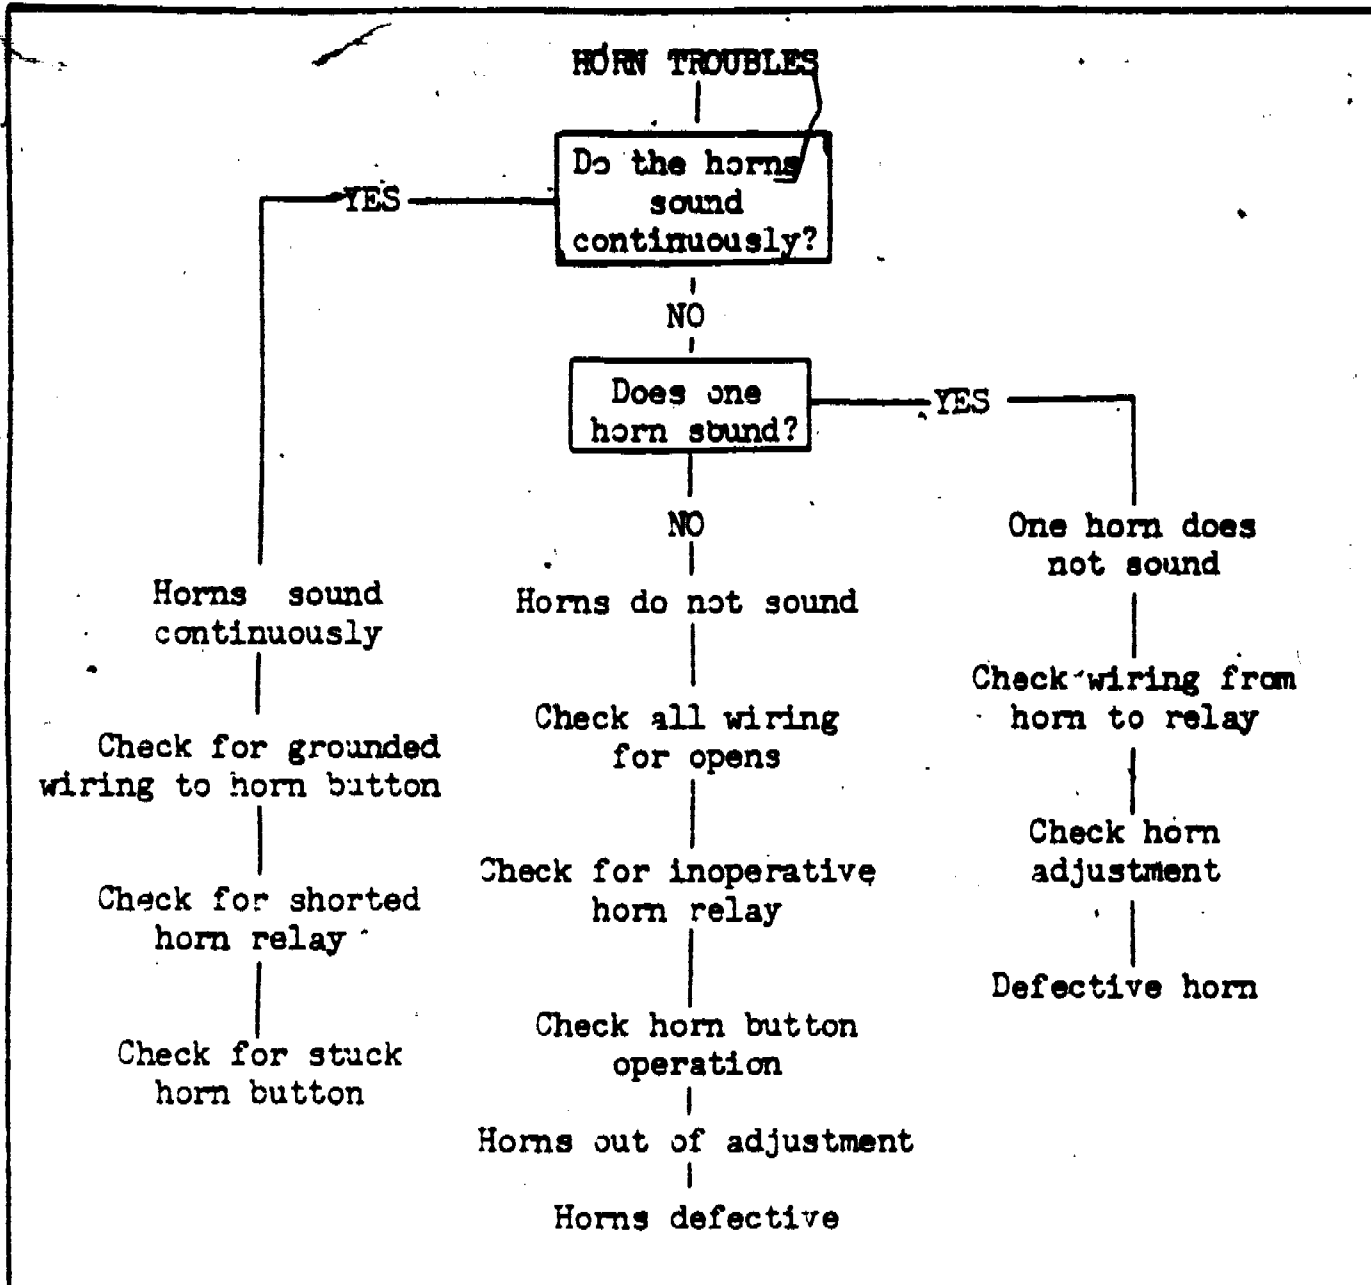 HORN TROUBLES
Do the horns
sound
continuously?
YES
NO
Does one
horn sound?
YES
NO
One horn does
not sound
Horns sound
continuously
Horns do not sound
Check wiring from
horn to relay
Check for grounded
wiring to horn button
Check all wiring
for opens
Check horn
adjustment
Check for shorted
horn relay
Check for inoperative
horn relay
Defective horn
Check for stuck
horn button
Check horn button
operation
Horns out of adjustment
Horns defective